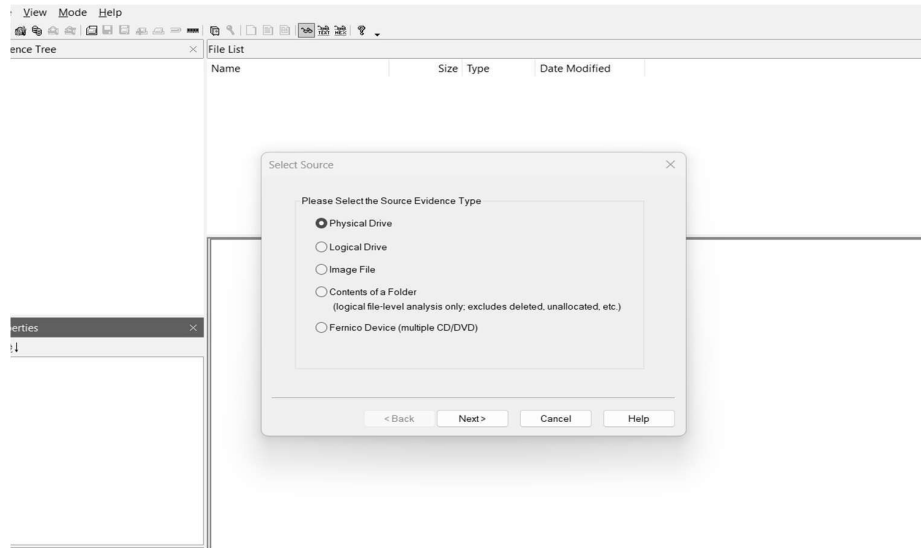 View Mode Help
ence Tree
File List
Name Size Type Date Modified
Select Source
Please Select the Source Evidence Type
Physical Drive
Logical Drive
Image File
Contents of a Folder
(logical file-level analysis only; excludes deleted, unallocated, etc.)
Fernico Device (multiple CD/DVD)
< Back Next > Cancel Help
perties